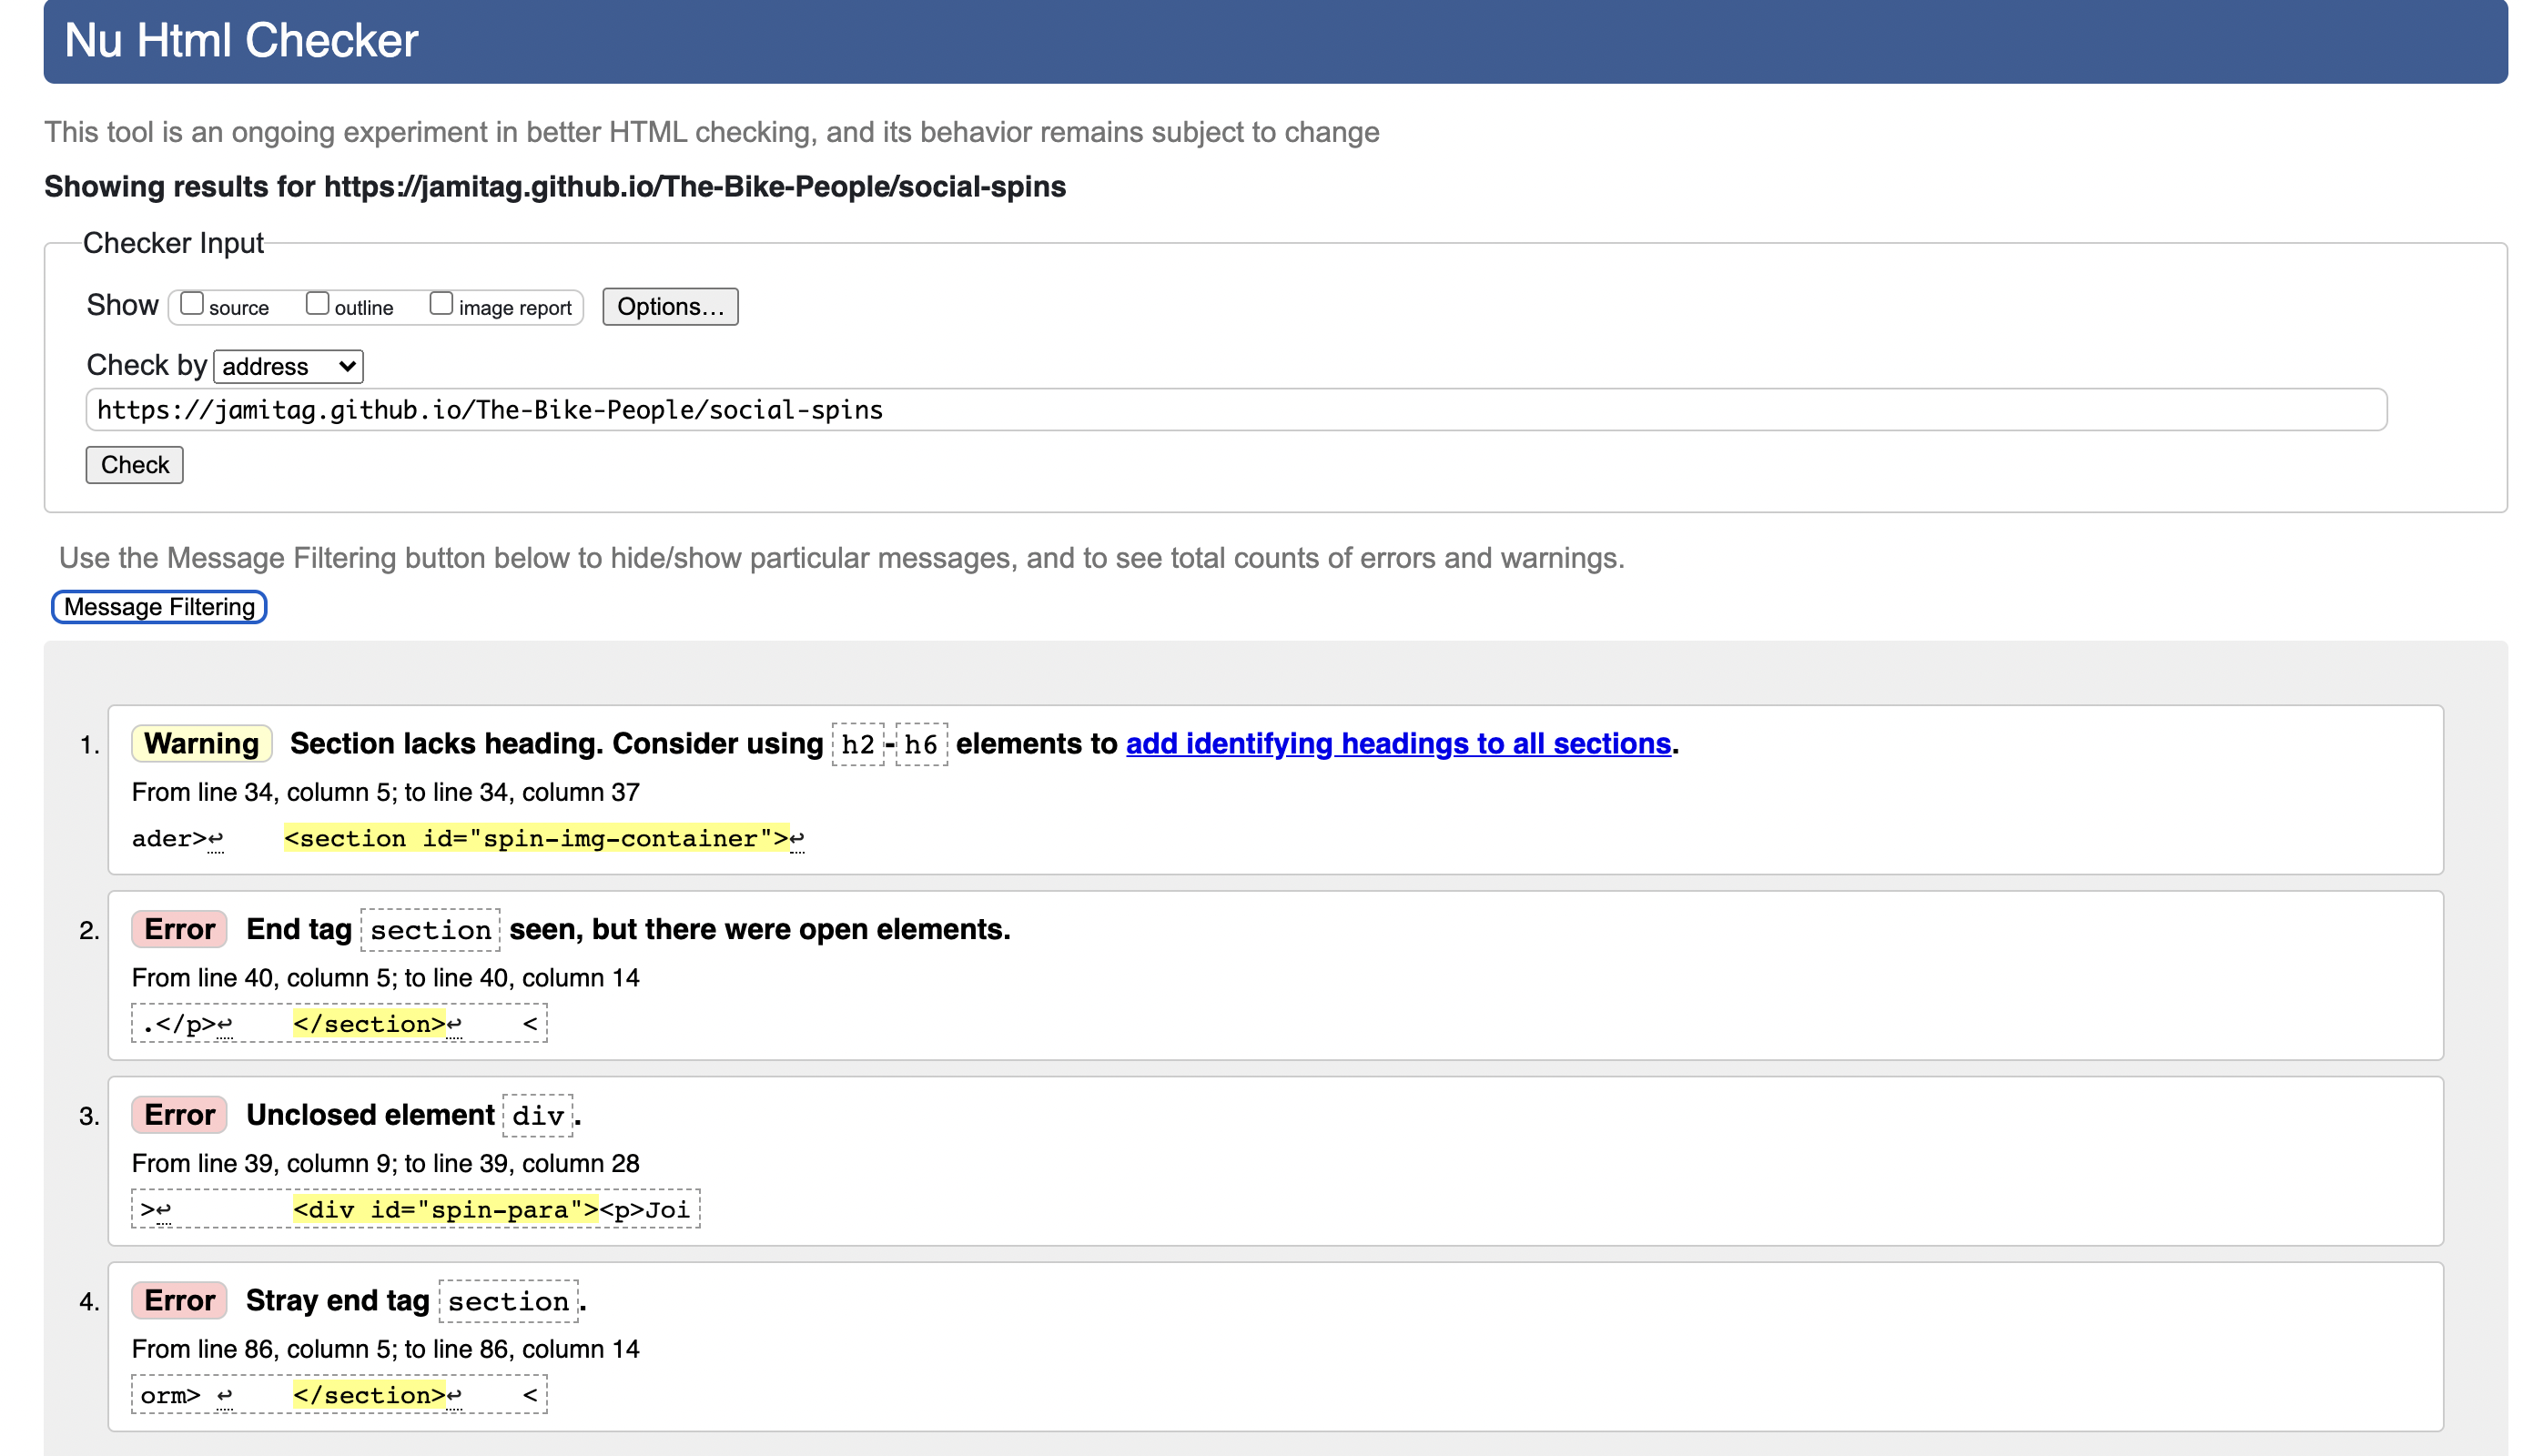 Nu Html Checker
This tool is an ongoing experiment in better HTML checking, and its behavior remains subject to change
Showing results for https://jamitag.github.io/The-Bike-People/social-spins
Checker Input
Show source outline image report Options...
Check by address
https://jamitag.github.io/The-Bike-People/social-spins
Check
Use the Message Filtering button below to hide/show particular messages, and to see total counts of errors and warnings.
Message Filtering
1. Warning Section lacks heading. Consider using h2-h6 elements to add identifying headings to all sections.
From line 34, column 5; to line 34, column 37
ader>↩ <section id="spin-img-container">↩
2. Error End tag section seen, but there were open elements.
From line 40, column 5; to line 40, column 14
.</p>↩ </section>↩ <
3. Error Unclosed element div.
From line 39, column 9; to line 39, column 28
>↩ <div id="spin-para"><p>Joi
4. Error Stray end tag section.
From line 86, column 5; to line 86, column 14
orm> ↩ </section>↩ <